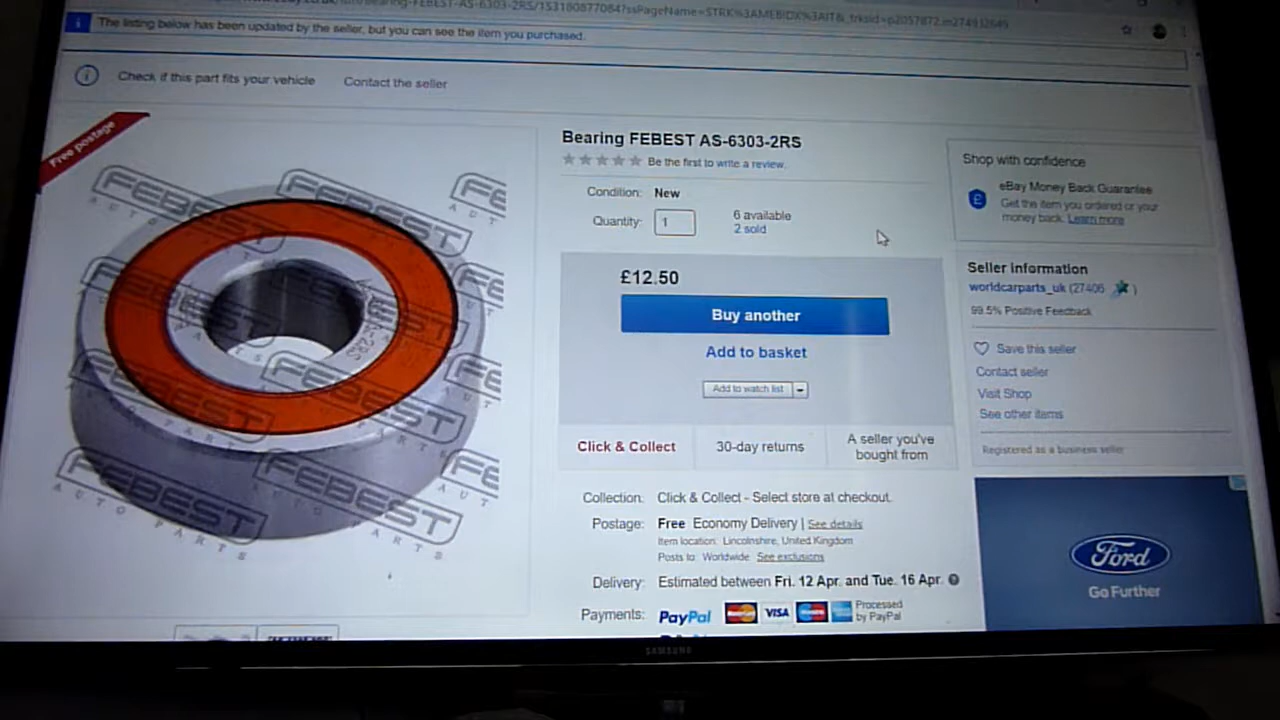 The listing below has been updated by the seller, but you can see the item you purchased.
Check if this part fits your vehicle
Contact the seller
Free postage
FEBEST
AUTO PARTS
Bearing FEBEST AS-6303-2RS
Be the first to write a review.
Condition: New
Quantity: 1
6 available
2 sold
£12.50
Buy another
Add to basket
Add to watch list
Click & Collect
30-day returns
A seller you've
bought from
Collection: Click & Collect - Select store at checkout.
Postage: Free Economy Delivery | See details
Item location: Lincolnshire, United Kingdom
Posts to: Worldwide See exclusions
Delivery: Estimated between Fri. 12 Apr. and Tue. 16 Apr.
Payments: PayPal VISA Processed
by PayPal
Shop with confidence
eBay Money Back Guarantee
Get the item you ordered or your
money back. Learn more
Seller information
worldcarparts_uk (27406 )
99.5% Positive Feedback
Save this seller
Contact seller
Visit Shop
See other items
Registered as a business seller
Ford
Go Further
SAMSUNG